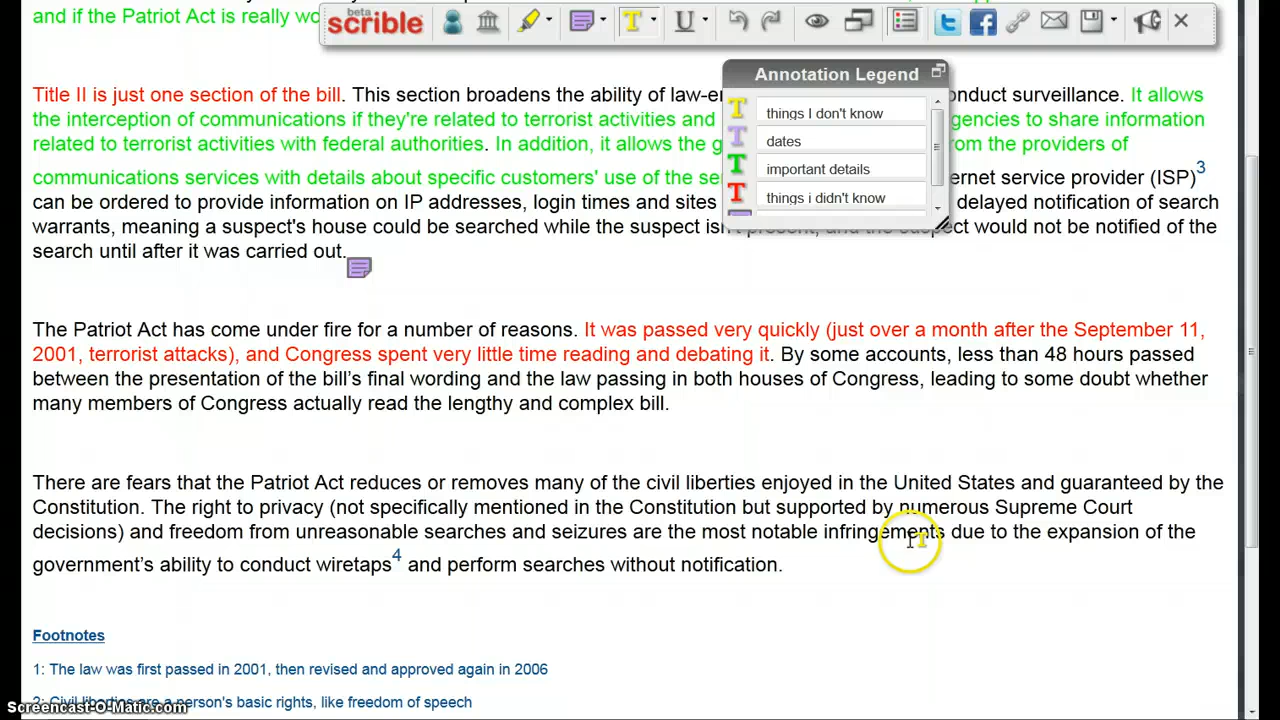 and if the Patriot Act is really wo
beta
scribble
T
U
Title II is just one section of the bill. This section broadens the ability of law-e
onduct surveillance. It allows
Annotation Legend
T things I don't know
T dates
T important details
T things i didn't know
the interception of communications if they're related to terrorist activities and
gencies to share information
related to terrorist activities with federal authorities. In addition, it allows the g
om the providers of
communications services with details about specific customers' use of the se
ernet service provider (ISP)3
can be ordered to provide information on IP addresses, login times and sites
delayed notification of search
warrants, meaning a suspect's house could be searched while the suspect isn't present, and the suspect would not be notified of the
search until after it was carried out.
The Patriot Act has come under fire for a number of reasons. It was passed very quickly (just over a month after the September 11,
2001, terrorist attacks), and Congress spent very little time reading and debating it. By some accounts, less than 48 hours passed
between the presentation of the bill's final wording and the law passing in both houses of Congress, leading to some doubt whether
many members of Congress actually read the lengthy and complex bill.
There are fears that the Patriot Act reduces or removes many of the civil liberties enjoyed in the United States and guaranteed by the
Constitution. The right to privacy (not specifically mentioned in the Constitution but supported by numerous Supreme Court
decisions) and freedom from unreasonable searches and seizures are the most notable infringements due to the expansion of the
government's ability to conduct wiretaps4 and perform searches without notification.
Footnotes
1: The law was first passed in 2001, then revised and approved again in 2006
2: Civil liberties are a person's basic rights, like freedom of speech
Screencast-O-Matic.com